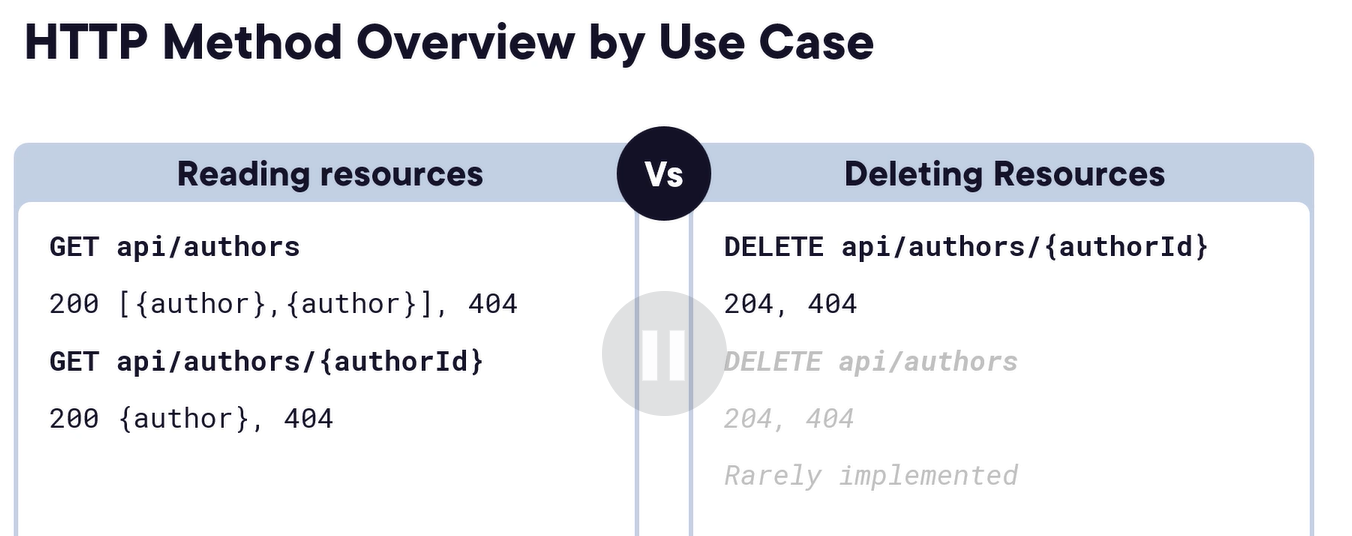 HTTP Method Overview by Use Case
Reading resources
Vs
Deleting Resources
GET api/authors
200 [{author},{author}], 404
GET api/authors/{authorId}
200 {author}, 404
DELETE api/authors/{authorId}
204, 404
DELETE api/authors
204, 404
Rarely implemented